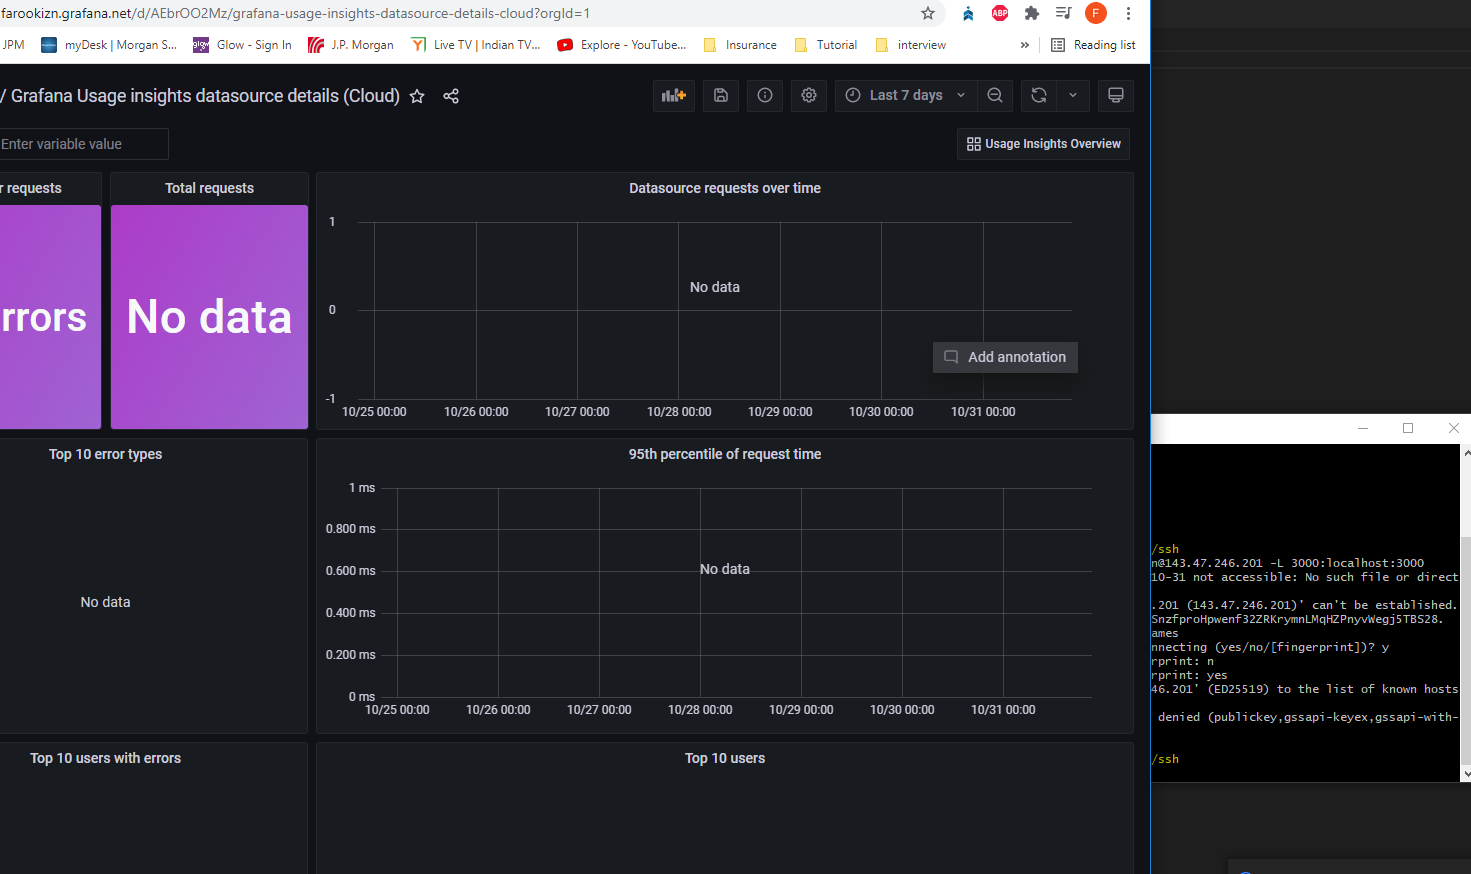 farookizn.grafana.net/d/AEbrOO2Mz/grafana-usage-insights-datasource-details-cloud?orgId=1
ABP
F
JPM
myDesk | Morgan S...
glow
Glow - Sign In
J.P. Morgan
Live TV | Indian TV...
Explore - YouTube...
Insurance
Tutorial
interview
»
Reading list
/ Grafana Usage insights datasource details (Cloud)
Last 7 days
Enter variable value
Usage Insights Overview
r requests
Total requests
Datasource requests over time
rrors
No data
1
0
-1
No data
Add annotation
10/25 00:00
10/26 00:00
10/27 00:00
10/28 00:00
10/29 00:00
10/30 00:00
10/31 00:00
Top 10 error types
No data
95th percentile of request time
1 ms
0.800 ms
0.600 ms
0.400 ms
0.200 ms
0 ms
No data
10/25 00:00
10/26 00:00
10/27 00:00
10/28 00:00
10/29 00:00
10/30 00:00
10/31 00:00
Top 10 users with errors
Top 10 users
/ssh
n@143.47.246.201 -L 3000:localhost:3000
10-31 not accessible: No such file or direct
.201 (143.47.246.201)' can't be established.
SnzfproHpwenf32ZRKrymnLMqHZPnyvWegj5TBS28.
ames
nnecting (yes/no/[fingerprint])? y
rprint: n
rprint: yes
46.201' (ED25519) to the list of known hosts
denied (publickey,gssapi-keyex,gssapi-with-
/ssh